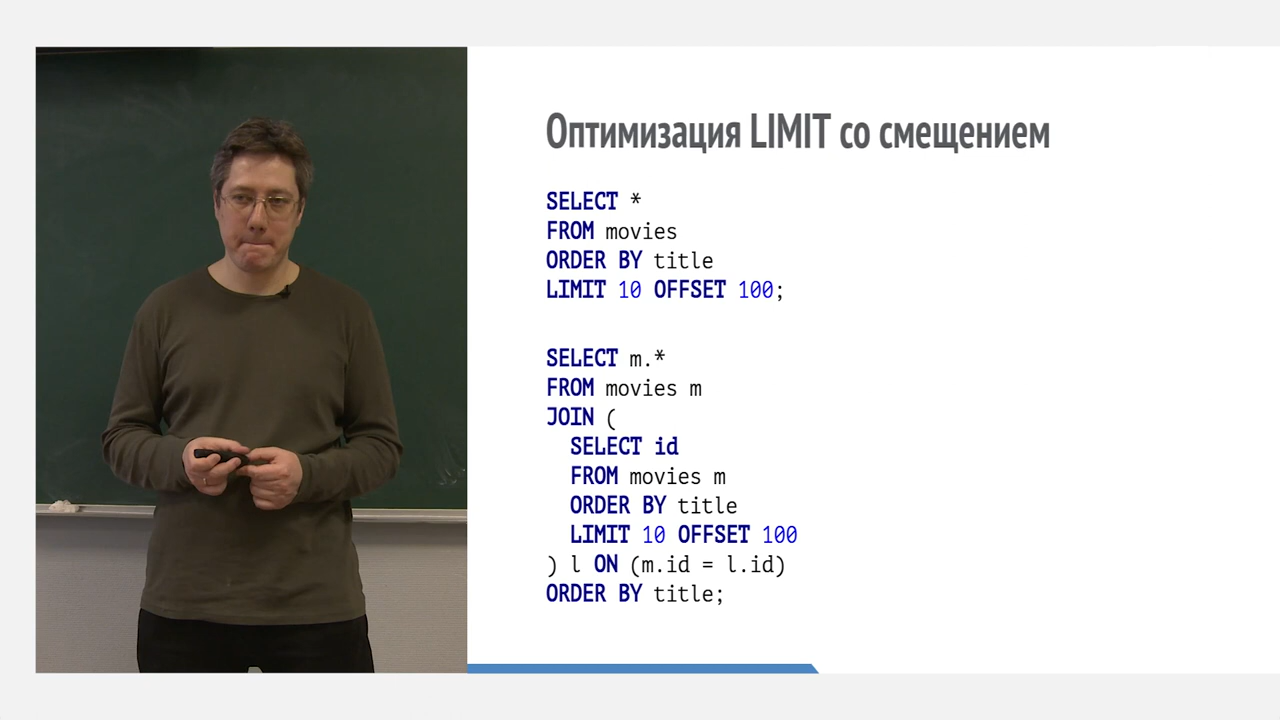 Оптимизация LIMIT со смещением
SELECT *
FROM movies
ORDER BY title
LIMIT 10 OFFSET 100;
SELECT m.*
FROM movies m
JOIN (
SELECT id
FROM movies m
ORDER BY title
LIMIT 10 OFFSET 100
) l ON (m.id = l.id)
ORDER BY title;